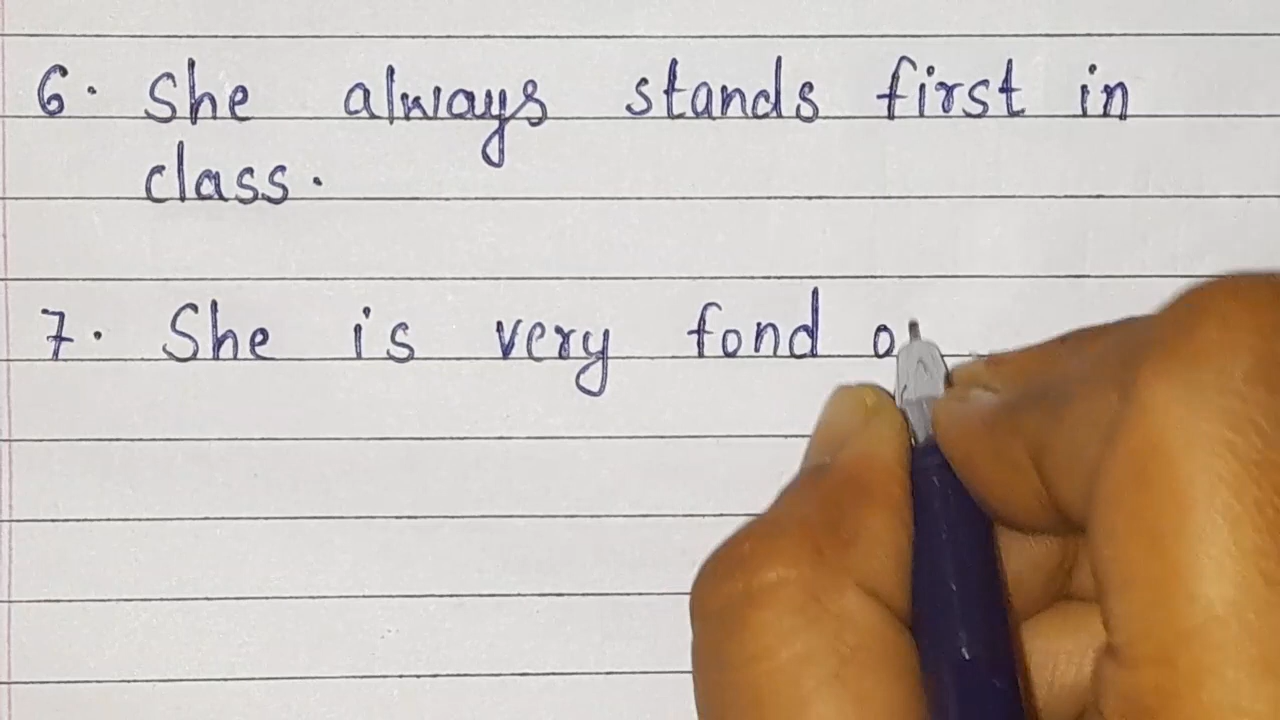 6. She always stands first in
class.
7. She is very fond o